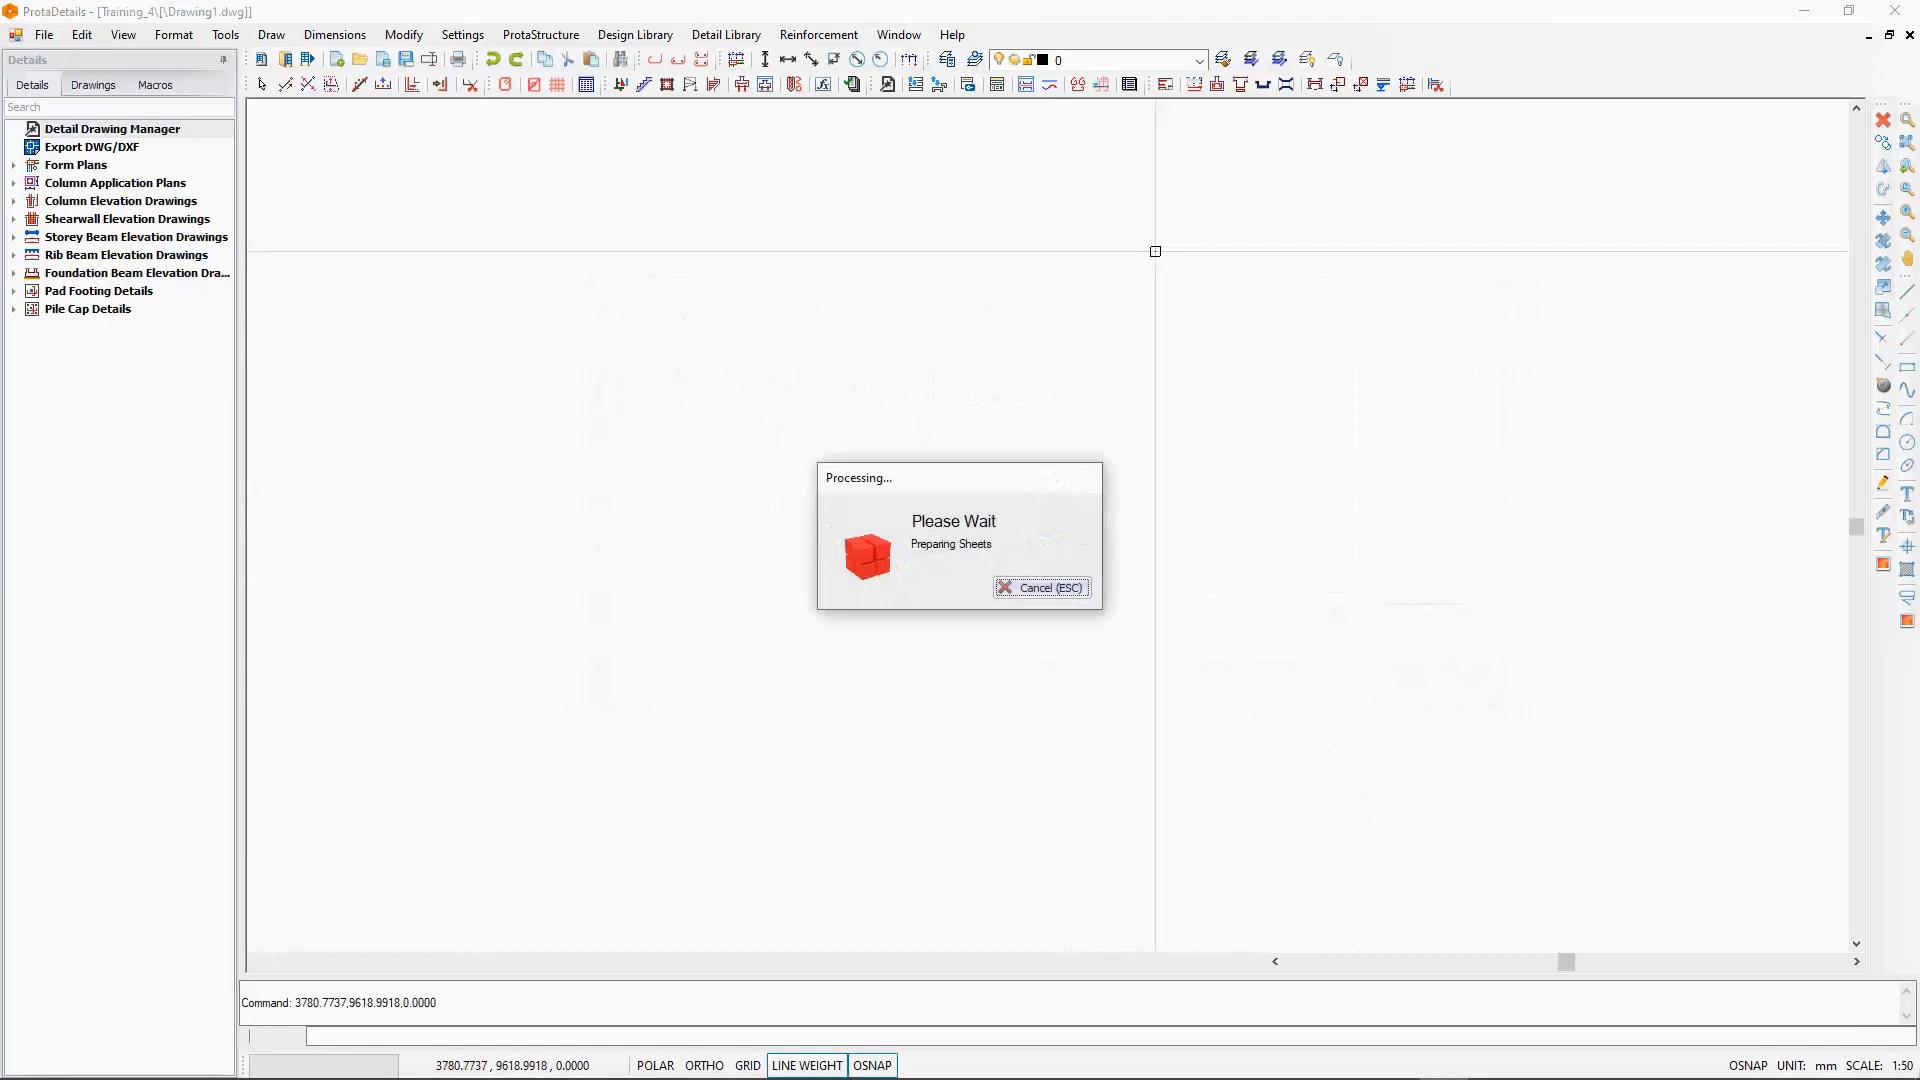 ProtaDetails - [Training_4\[\Drawing1.dwg]]
File Edit View Format Tools Draw Dimensions Modify Settings ProtaStructure Design Library Detail Library Reinforcement Window Help
Details
0
Details Drawings Macros
Search
Detail Drawing Manager
Export DWG/DXF
Form Plans
Column Application Plans
Column Elevation Drawings
Shearwall Elevation Drawings
Storey Beam Elevation Drawings
Rib Beam Elevation Drawings
Foundation Beam Elevation Dra...
Pad Footing Details
Pile Cap Details
Processing...
Please Wait
Preparing Sheets
Cancel (ESC)
Command: 3780.7737,9618.9918,0.0000
3780.7737 , 9618.9918 , 0.0000 POLAR ORTHO GRID LINE WEIGHT OSNAP OSNAP UNIT: mm SCALE: 1:50